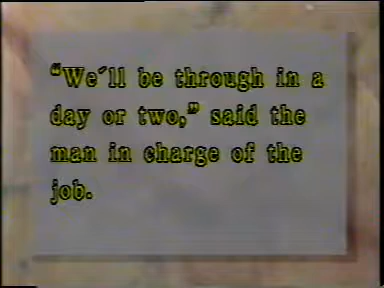 “We´ll be through in a
day or two,” said the
man in charge of the
job.